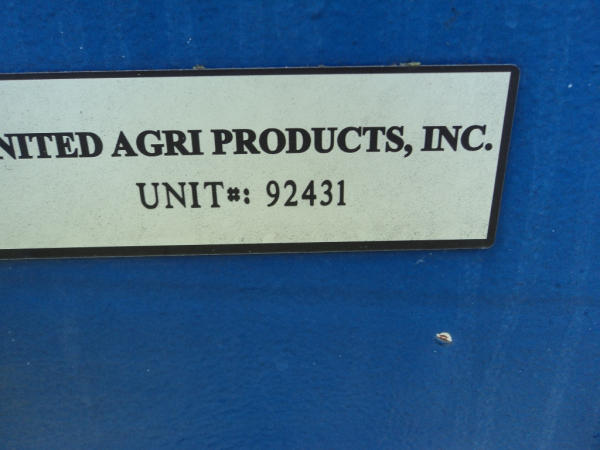 NITED AGRI PRODUCTS, INC.
UNIT#: 92431